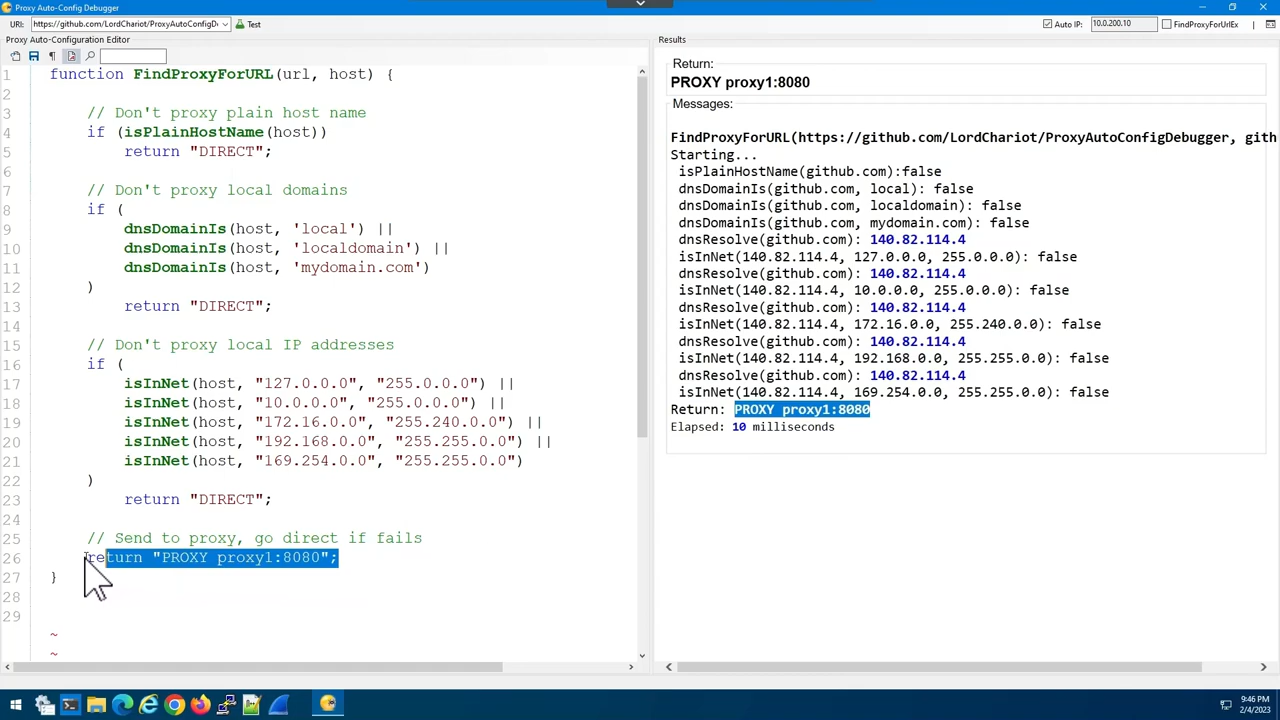 Proxy Auto-Config Debugger
URL: https://github.com/LordChariot/ProxyAutoConfigD Test
Auto IP: 10.0.200.10 FindProxyForUrlEx
Proxy Auto-Configuration Editor
1 function FindProxyForURL(url, host) {
2
3 // Don't proxy plain host name
4 if (isPlainHostName(host))
5 return "DIRECT";
6
7 // Don't proxy local domains
8 if (
9 dnsDomainIs(host, 'local') ||
10 dnsDomainIs(host, 'localdomain') ||
11 dnsDomainIs(host, 'mydomain.com')
12 )
13 return "DIRECT";
14
15 // Don't proxy local IP addresses
16 if (
17 isInNet(host, "127.0.0.0", "255.0.0.0") ||
18 isInNet(host, "10.0.0.0", "255.0.0.0") ||
19 isInNet(host, "172.16.0.0", "255.240.0.0") ||
20 isInNet(host, "192.168.0.0", "255.255.0.0") ||
21 isInNet(host, "169.254.0.0", "255.255.0.0")
22 )
23 return "DIRECT";
24
25 // Send to proxy, go direct if fails
26 return "PROXY proxy1:8080";
27 }
28
29
~
~
Results
Return:
PROXY proxy1:8080
Messages:
FindProxyForURL(https://github.com/LordChariot/ProxyAutoConfigDebugger, gith
Starting...
isPlainHostName(github.com):false
dnsDomainIs(github.com, local): false
dnsDomainIs(github.com, localdomain): false
dnsDomainIs(github.com, mydomain.com): false
dnsResolve(github.com): 140.82.114.4
isInNet(140.82.114.4, 127.0.0.0, 255.0.0.0): false
dnsResolve(github.com): 140.82.114.4
isInNet(140.82.114.4, 10.0.0.0, 255.0.0.0): false
dnsResolve(github.com): 140.82.114.4
isInNet(140.82.114.4, 172.16.0.0, 255.240.0.0): false
dnsResolve(github.com): 140.82.114.4
isInNet(140.82.114.4, 192.168.0.0, 255.255.0.0): false
dnsResolve(github.com): 140.82.114.4
isInNet(140.82.114.4, 169.254.0.0, 255.255.0.0): false
Return: PROXY proxy1:8080
Elapsed: 10 milliseconds
9:46 PM
2/4/2023